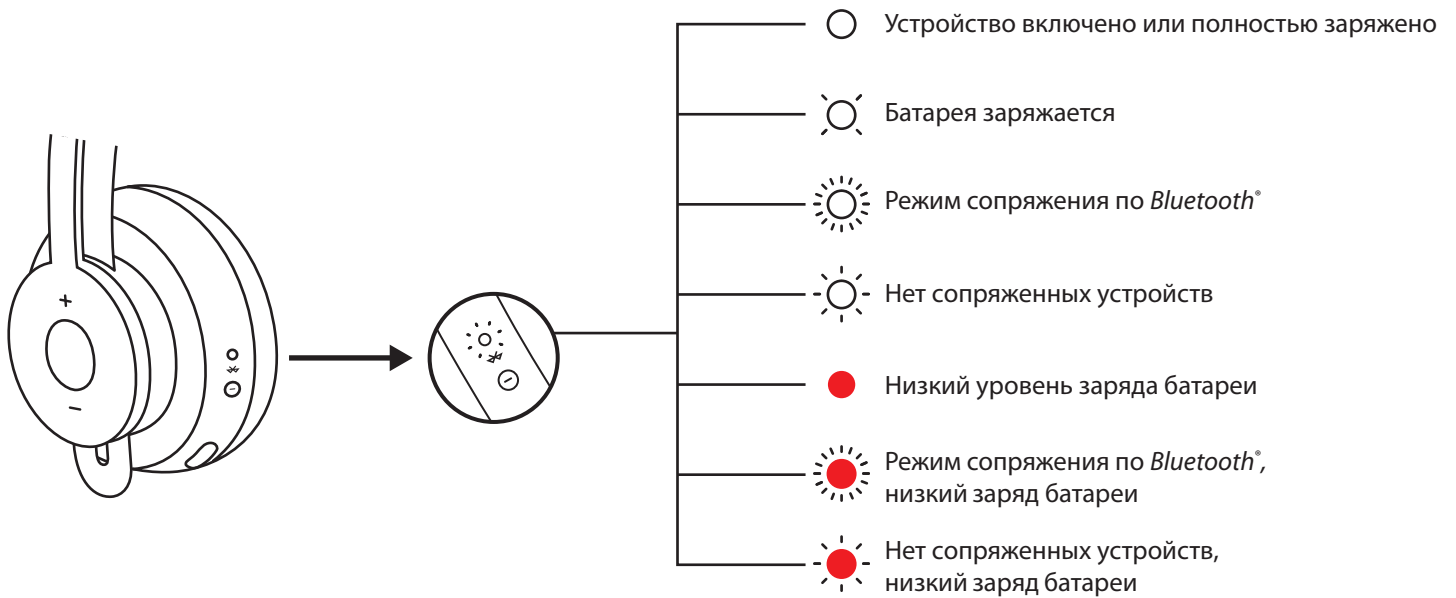 Устройство включено или полностью заряжено
Батарея заряжается
Режим сопряжения по Bluetooth®
Нет сопряженных устройств
Низкий уровень заряда батареи
Режим сопряжения по Bluetooth®,
низкий заряд батареи
Нет сопряженных устройств,
низкий заряд батареи